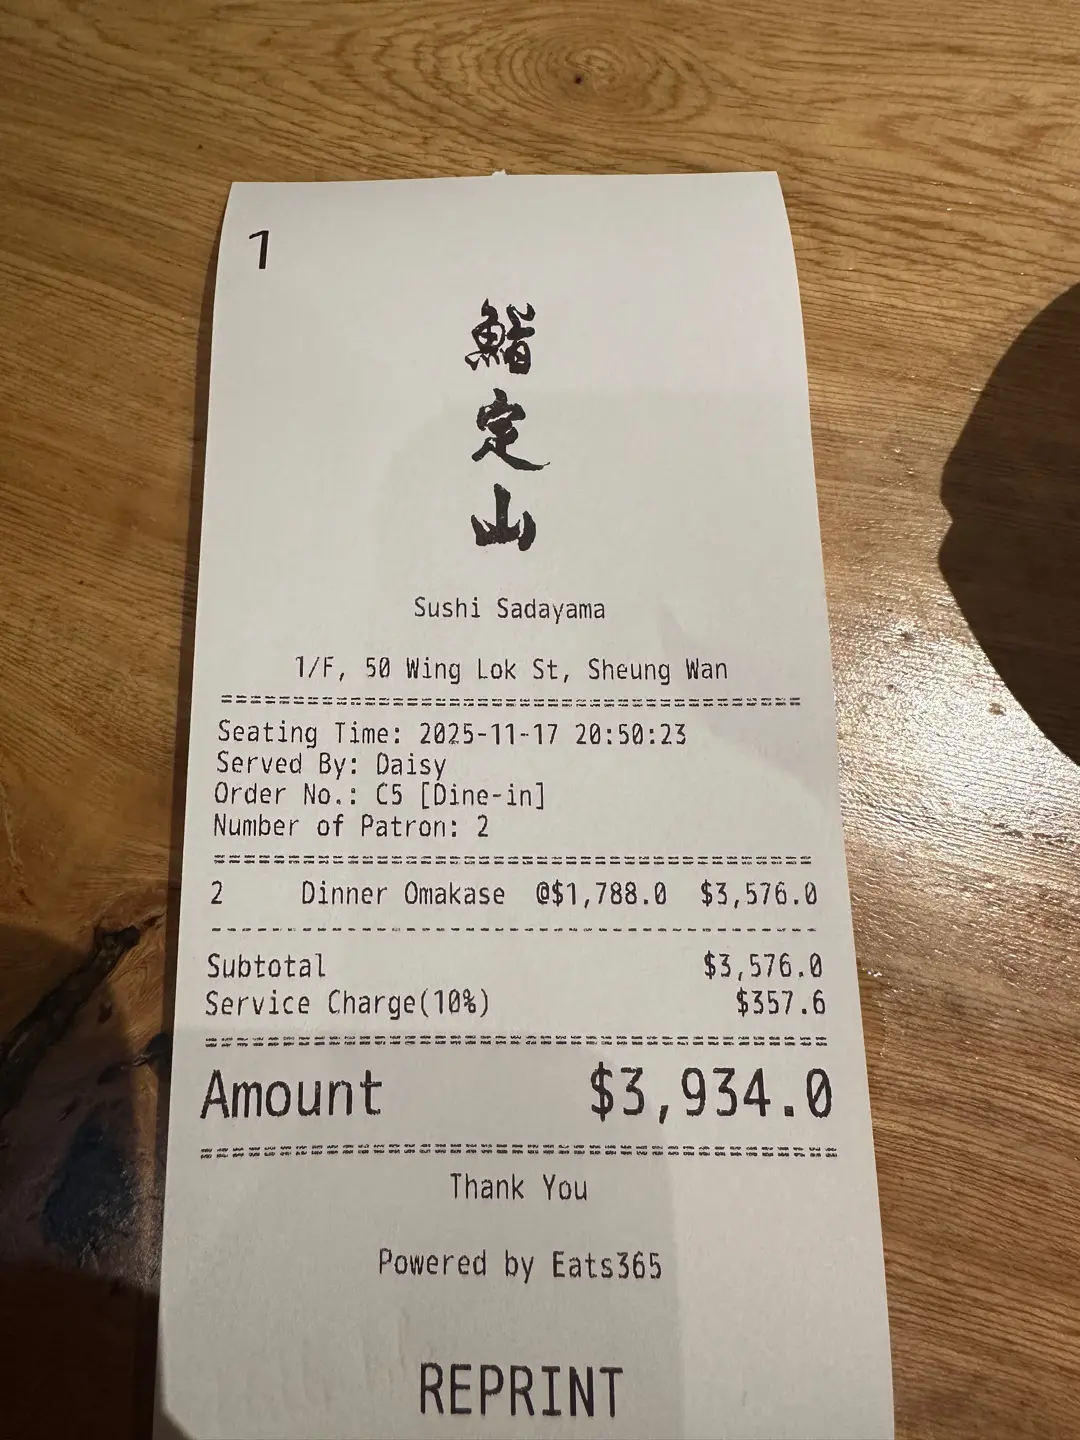 1
鮨
定
山
Sushi Sadayama
1/F, 50 Wing Lok St, Sheung Wan
Seating Time: 2025-11-17 20:50:23
Served By: Daisy
Order No.: C5 [Dine-in]
Number of Patron: 2
2 Dinner Omakase @$1,788.0 $3,576.0
Subtotal $3,576.0
Service Charge(10%) $357.6
Amount $3,934.0
Thank You
Powered by Eats365
REPRINT